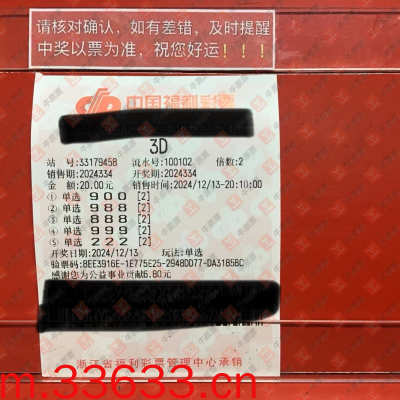 请核对确认，如有差错，及时提醒
中奖以票为准，祝您好运！！！
中国福利彩票
3D
站 号:33179458 流水号:100102 倍数:2
销售期:2024334 开奖期:2024334
金 额:20.00元 销售时间:2024/12/13-20:10:00
① 单选 900 [2]
② 单选 988 [2]
③ 单选 888 [2]
④ 单选 999 [2]
⑤ 单选 222 [2]
开奖日期:2024/12/13 玩法:单选
验票码:BEE3916E-1E775E25-2948DD77-DA31858C
感谢您为公益事业贡献6.80元
浙江省福利彩票管理中心承销
m.33633.cn